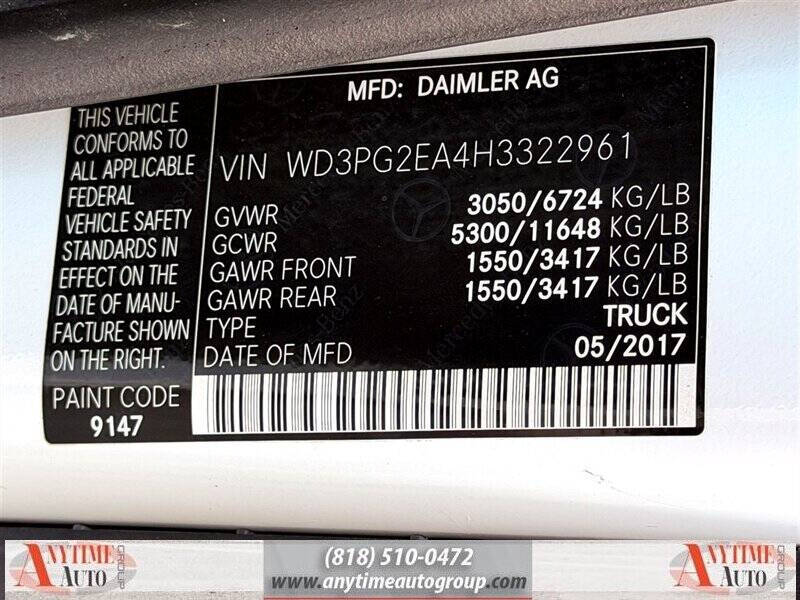 MFD: DAIMLER AG
THIS VEHICLE
CONFORMS TO
ALL APPLICABLE
FEDERAL
VEHICLE SAFETY
STANDARDS IN
EFFECT ON THE
DATE OF MANU-
FACTURE SHOWN
ON THE RIGHT.
PAINT CODE
9147
VIN WD3PG2EA4H3322961
GVWR 3050/6724 KG/LB
GCWR 5300/11648 KG/LB
GAWR FRONT 1550/3417 KG/LB
GAWR REAR 1550/3417 KG/LB
TYPE TRUCK
DATE OF MFD 05/2017
ANYTIME
AUTO
GROUP
(818) 510-0472
www.anytimeautogroup.com
ANYTIME
AUTO
GROUP